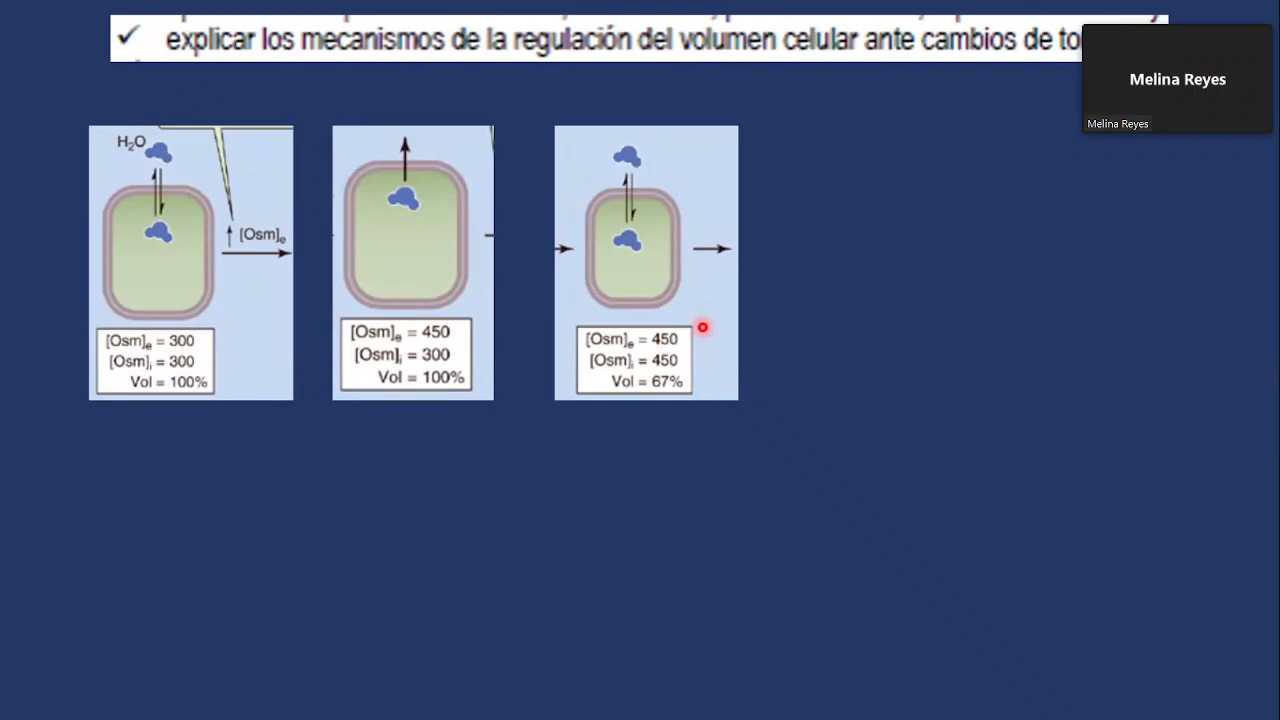 ✓ explicar los mecanismos de la regulación del volumen celular ante cambios de
Melina Reyes
Melina Reyes
H₂O
↑ [Osm]ₑ
[Osm]ₑ = 300
[Osm]ᵢ = 300
Vol = 100%
[Osm]ₑ = 450
[Osm]ᵢ = 300
Vol = 100%
[Osm]ₑ = 450
[Osm]ᵢ = 450
Vol = 67%